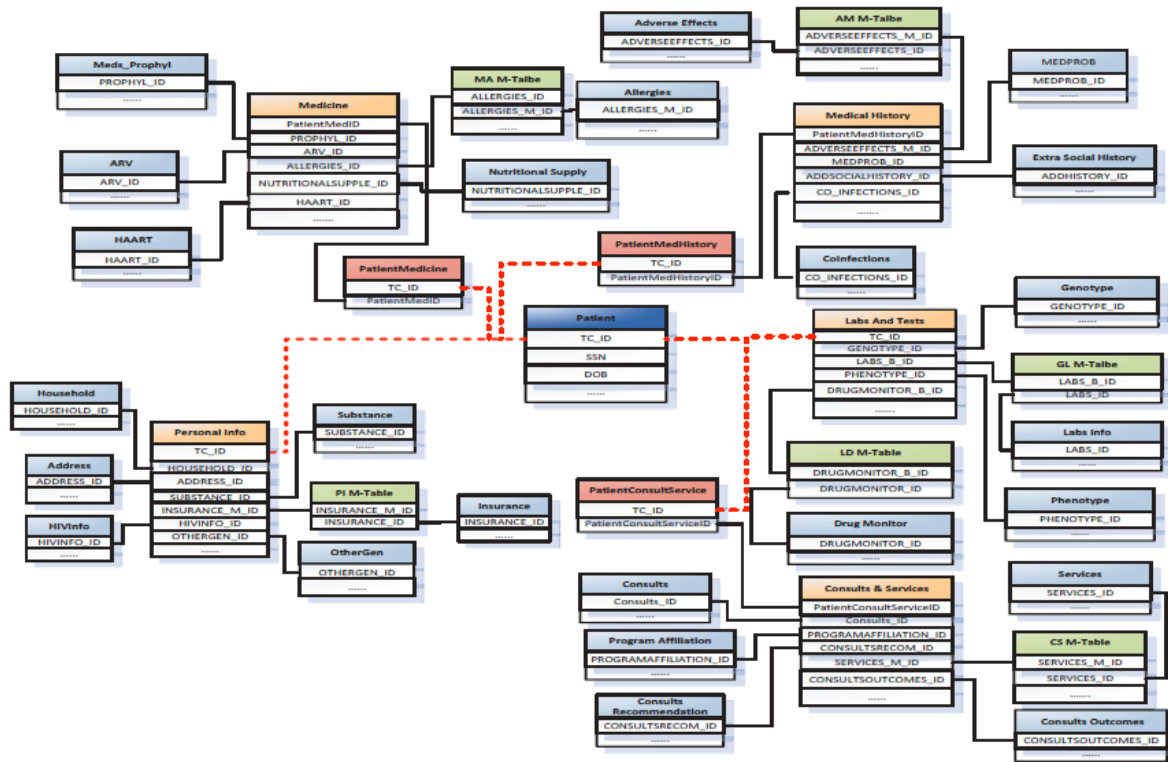 Adverse Effects
ADVERSEEFFECTS_ID
......
AM M-Talbe
ADVERSEEFFECTS_M_ID
ADVERSEEFFECTS_ID
......
Meds_Prophyl
PROPHYL_ID
......
MEDPROB
MEDPROB_ID
......
MA M-Talbe
ALLERGIES_ID
ALLERGIES_M_ID
......
Allergies
ALLERGIES_M_ID
......
Medicine
PatientMedID
PROPHYL_ID
ARV_ID
ALLERGIES_ID
NUTRITIONALSUPPLE_ID
HAART_ID
.......
Medical History
PatientMedHistoryID
ADVERSEEFFECTS_M_ID
MEDPROB_ID
ADDSOCIALHISTORY_ID
CO_INFECTIONS_ID
.......
ARV
ARV_ID
......
Nutritional Supply
NUTRITIONALSUPPLE_ID
......
Extra Social History
ADDHISTORY_ID
......
HAART
HAART_ID
......
PatientMedicine
TC_ID
PatientMedID
PatientMedHistory
TC_ID
PatientMedHistoryID
Coinfections
CO_INFECTIONS_ID
......
Patient
TC_ID
SSN
DOB
......
Labs And Tests
TC_ID
GENOTYPE_ID
LABS_B_ID
PHENOTYPE_ID
DRUGMONITOR_B_ID
.......
Genotype
GENOTYPE_ID
......
GL M-Talbe
LABS_B_ID
LABS_ID
Labs Info
LABS_ID
......
Phenotype
PHENOTYPE_ID
......
Household
HOUSEHOLD_ID
......
Personal Info
TC_ID
HOUSEHOLD_ID
ADDRESS_ID
SUBSTANCE_ID
INSURANCE_M_ID
HIVINFO_ID
OTHERGEN_ID
......
Substance
SUBSTANCE_ID
......
Address
ADDRESS_ID
......
PI M-Table
INSURANCE_M_ID
INSURANCE_ID
Insurance
INSURANCE_ID
......
HIVInfo
HIVINFO_ID
......
OtherGen
OTHERGEN_ID
......
LD M-Table
DRUGMONITOR_B_ID
DRUGMONITOR_ID
PatientConsultService
TC_ID
PatientConsultServiceID
Drug Monitor
DRUGMONITOR_ID
......
Consults
Consults_ID
......
Consults & Services
PatientConsultServiceID
Consults_ID
PROGRAMAFFILIATION_ID
CONSULTSRECOM_ID
SERVICES_M_ID
CONSULTSOUTCOMES_ID
......
Services
SERVICES_ID
......
Program Affiliation
PROGRAMAFFILIATION_ID
......
CS M-Table
SERVICES_M_ID
SERVICES_ID
.......
Consults
Recommendation
CONSULTSRECOM_ID
......
Consults Outcomes
CONSULTSOUTCOMES_ID
......